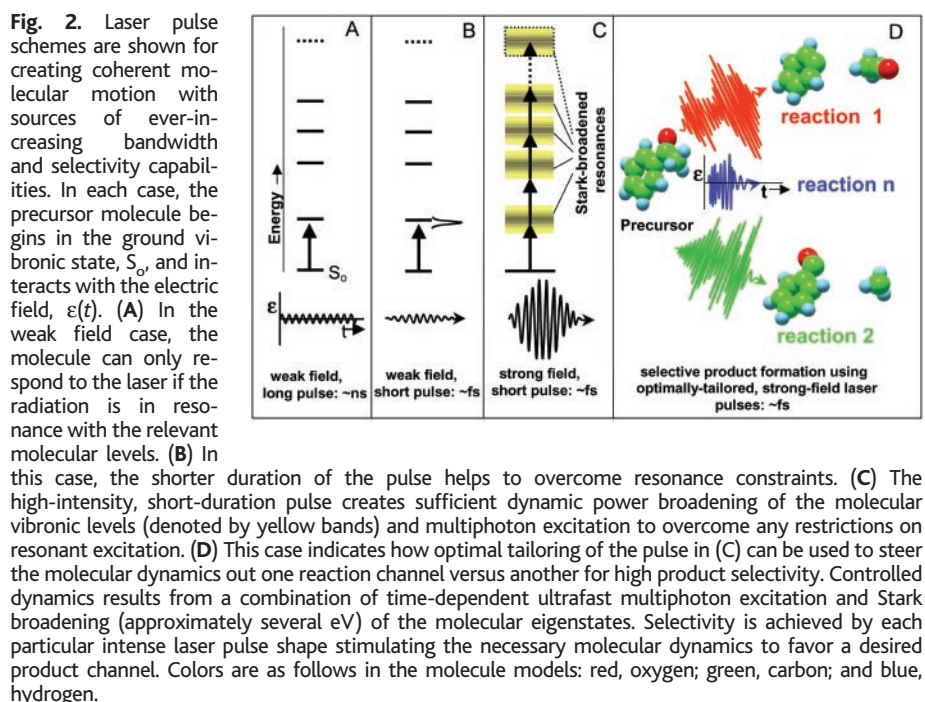 Fig. 2. Laser pulse
schemes are shown for
creating coherent mo-
lecular motion with
sources of ever-in-
creasing bandwidth
and selectivity capabil-
ities. In each case, the
precursor molecule be-
gins in the ground vi-
bronic state, So, and in-
teracts with the electric
field, ε(t). (A) In the
weak field case, the
molecule can only re-
spond to the laser if the
radiation is in reso-
nance with the relevant
molecular levels. (B) In
this case, the shorter duration of the pulse helps to overcome resonance constraints. (C) The
high-intensity, short-duration pulse creates sufficient dynamic power broadening of the molecular
vibronic levels (denoted by yellow bands) and multiphoton excitation to overcome any restrictions on
resonant excitation. (D) This case indicates how optimal tailoring of the pulse in (C) can be used to steer
the molecular dynamics out one reaction channel versus another for high product selectivity. Controlled
dynamics results from a combination of time-dependent ultrafast multiphoton excitation and Stark
broadening (approximately several eV) of the molecular eigenstates. Selectivity is achieved by each
particular intense laser pulse shape stimulating the necessary molecular dynamics to favor a desired
product channel. Colors are as follows in the molecule models: red, oxygen; green, carbon; and blue,
hydrogen.
A
Energy
So
ε
t
weak field,
long pulse: ~ns
B
weak field,
short pulse: ~fs
C
Stark-broadened
resonances
strong field,
short pulse: ~fs
D
reaction 1
Precursor
ε
t
reaction n
reaction 2
selective product formation using
optimally-tailored, strong-field laser
pulses: ~fs